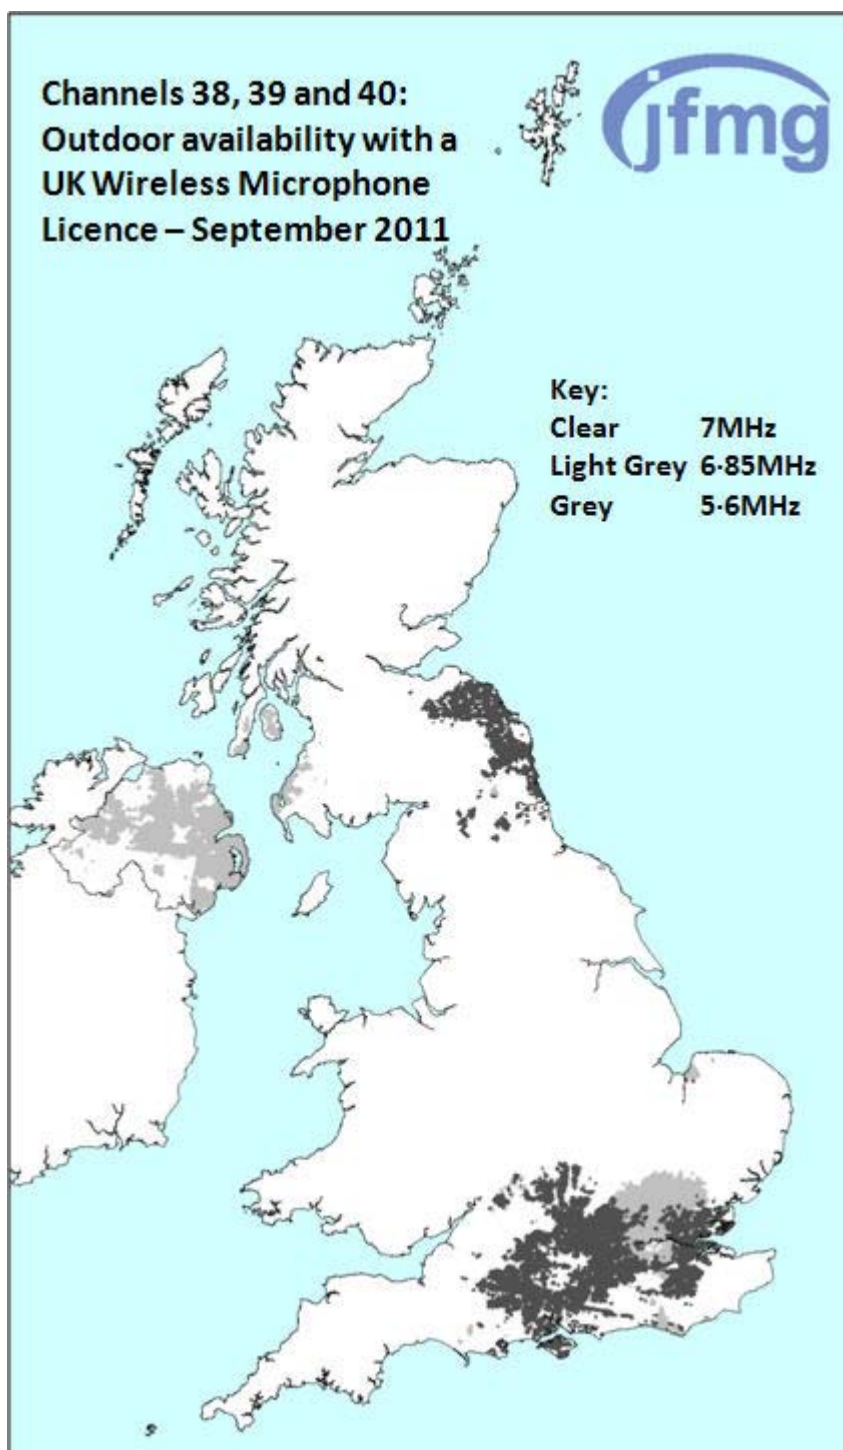 Channels 38, 39 and 40:
Outdoor availability with a
UK Wireless Microphone
Licence – September 2011
jfmg
Key:
Clear 7MHz
Light Grey 6·85MHz
Grey 5·6MHz